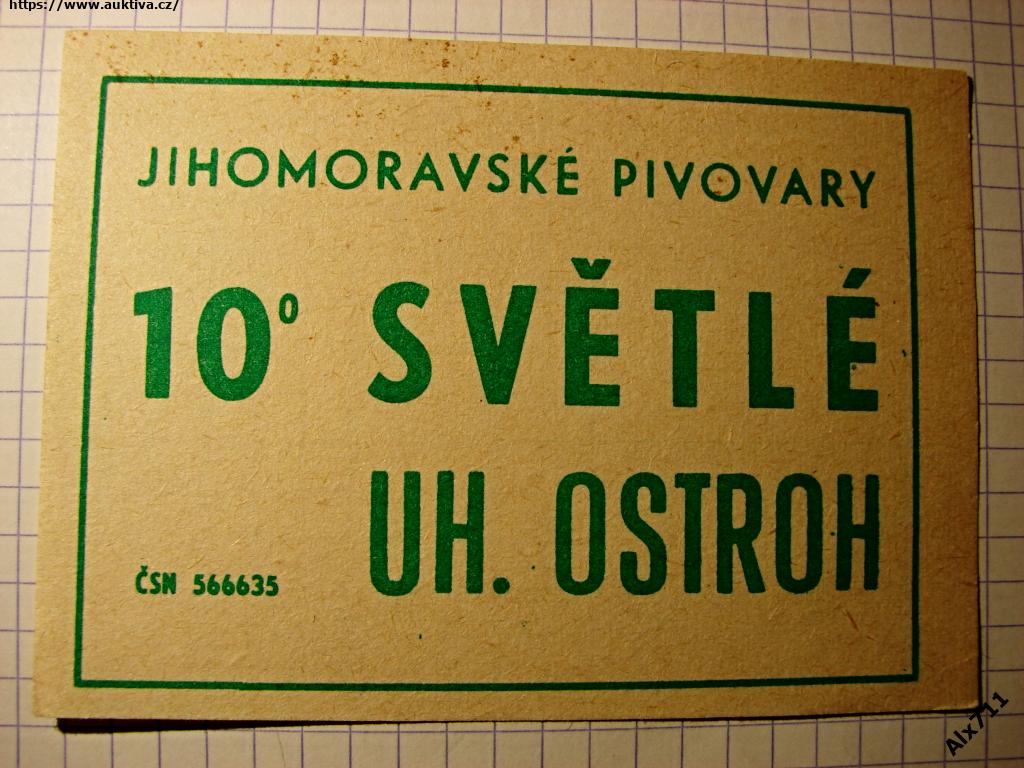 https://www.auktiva.cz/
JIHOMORAVSKÉ PIVOVARY
10° SVĚTLÉ
UH. OSTROH
ČSN 566635
Alx711